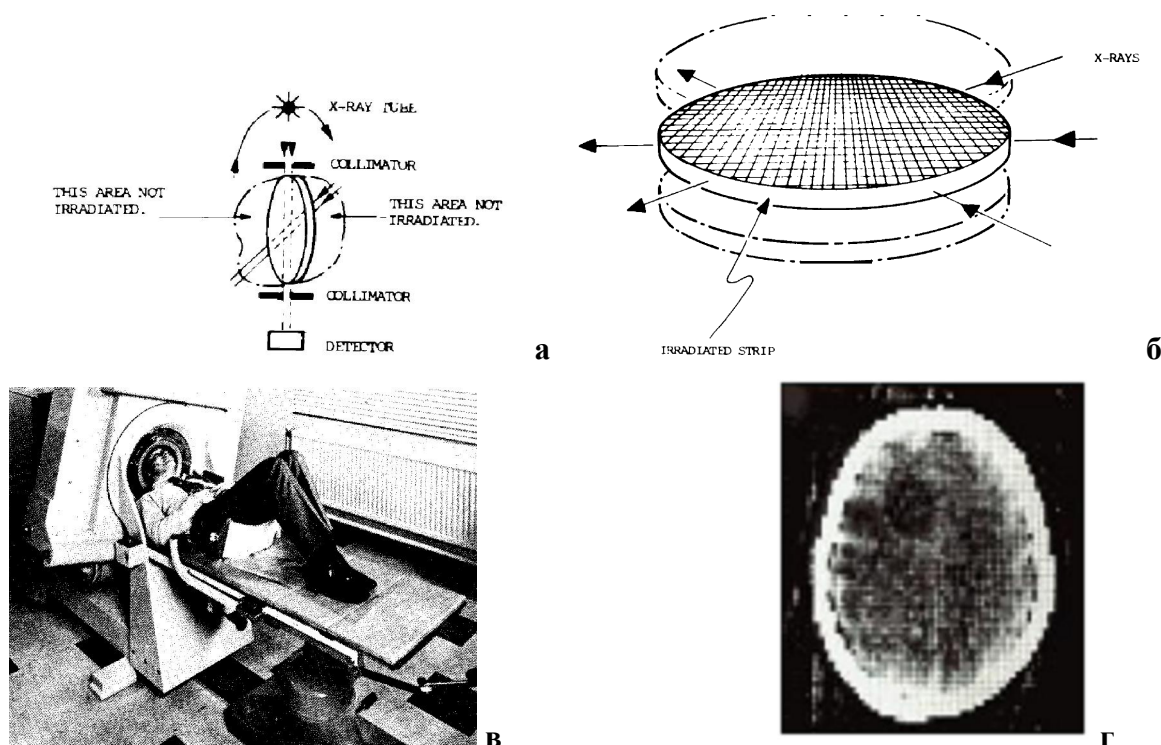 X-RAY TUBE
COLLIMATOR
THIS AREA NOT
IRRADIATED.
THIS AREA NOT
IRRADIATED.
COLLIMATOR
DETECTOR
а
X-RAYS
IRRADIATED STRIP
б
в
г